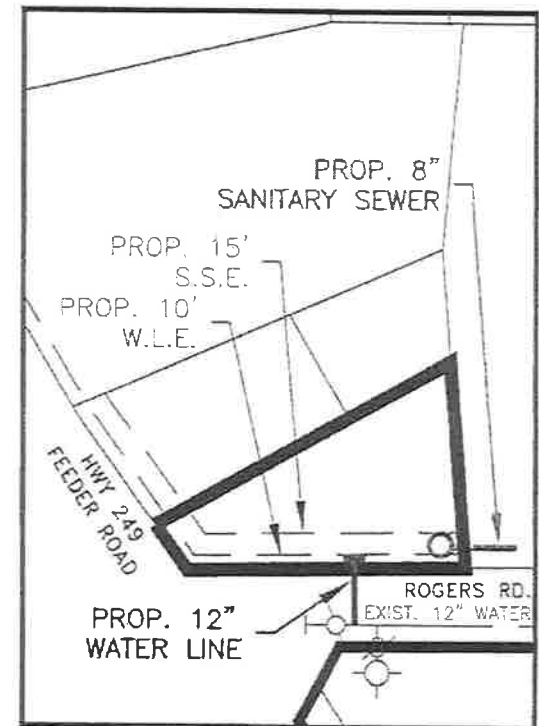 PROP. 8"
SANITARY SEWER
PROP. 15'
S.S.E.
PROP. 10'
W.L.E.
HWY 249
FEEDER ROAD
PROP. 12"
WATER LINE
ROGERS RD.
EXIST. 12" WATER